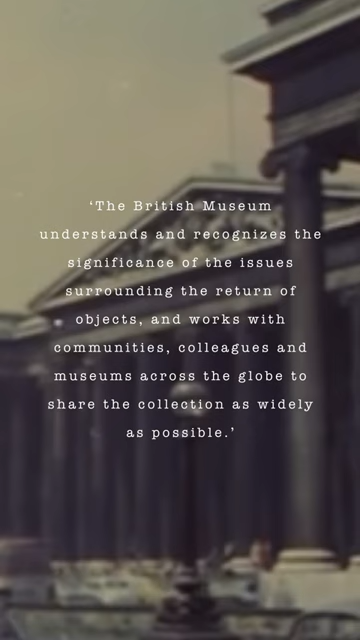 ‘The British Museum
understands and recognizes the
significance of the issues
surrounding the return of
objects, and works with
communities, colleagues and
museums across the globe to
share the collection as widely
as possible.’